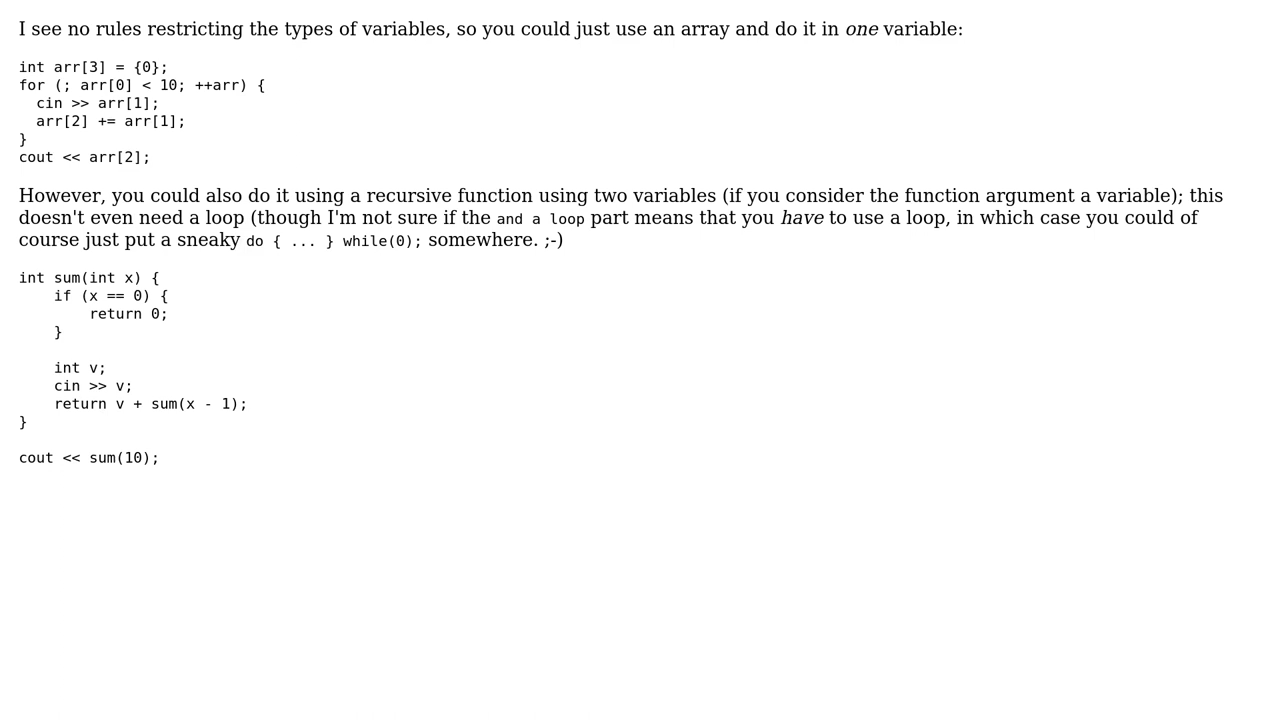 I see no rules restricting the types of variables, so you could just use an array and do it in one variable:
int arr[3] = {0};
for (; arr[0] < 10; ++arr) {
  cin >> arr[1];
  arr[2] += arr[1];
}
cout << arr[2];
However, you could also do it using a recursive function using two variables (if you consider the function argument a variable); this
doesn't even need a loop (though I'm not sure if the and a loop part means that you have to use a loop, in which case you could of
course just put a sneaky do { ... } while(0); somewhere. ;-)
int sum(int x) {
    if (x == 0) {
        return 0;
    }
    int v;
    cin >> v;
    return v + sum(x - 1);
}
cout << sum(10);